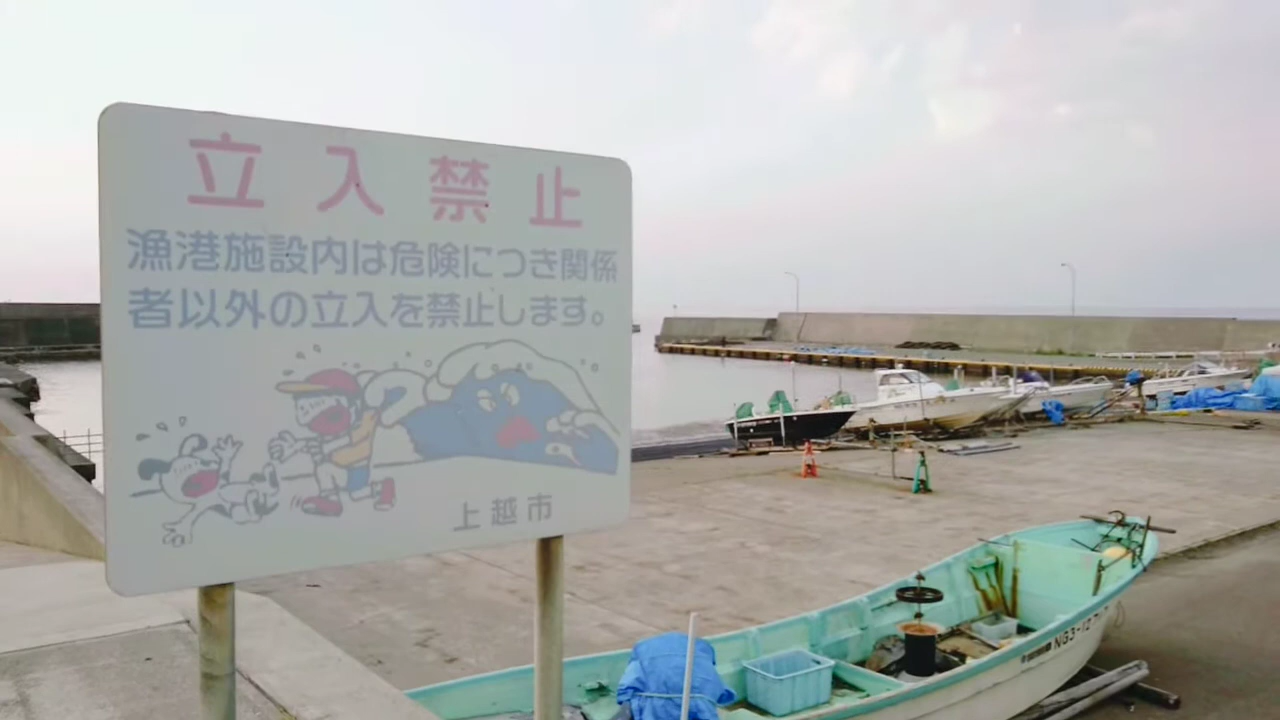 立入禁止
漁港施設内は危険につき関係
者以外の立入を禁止します。
上越市